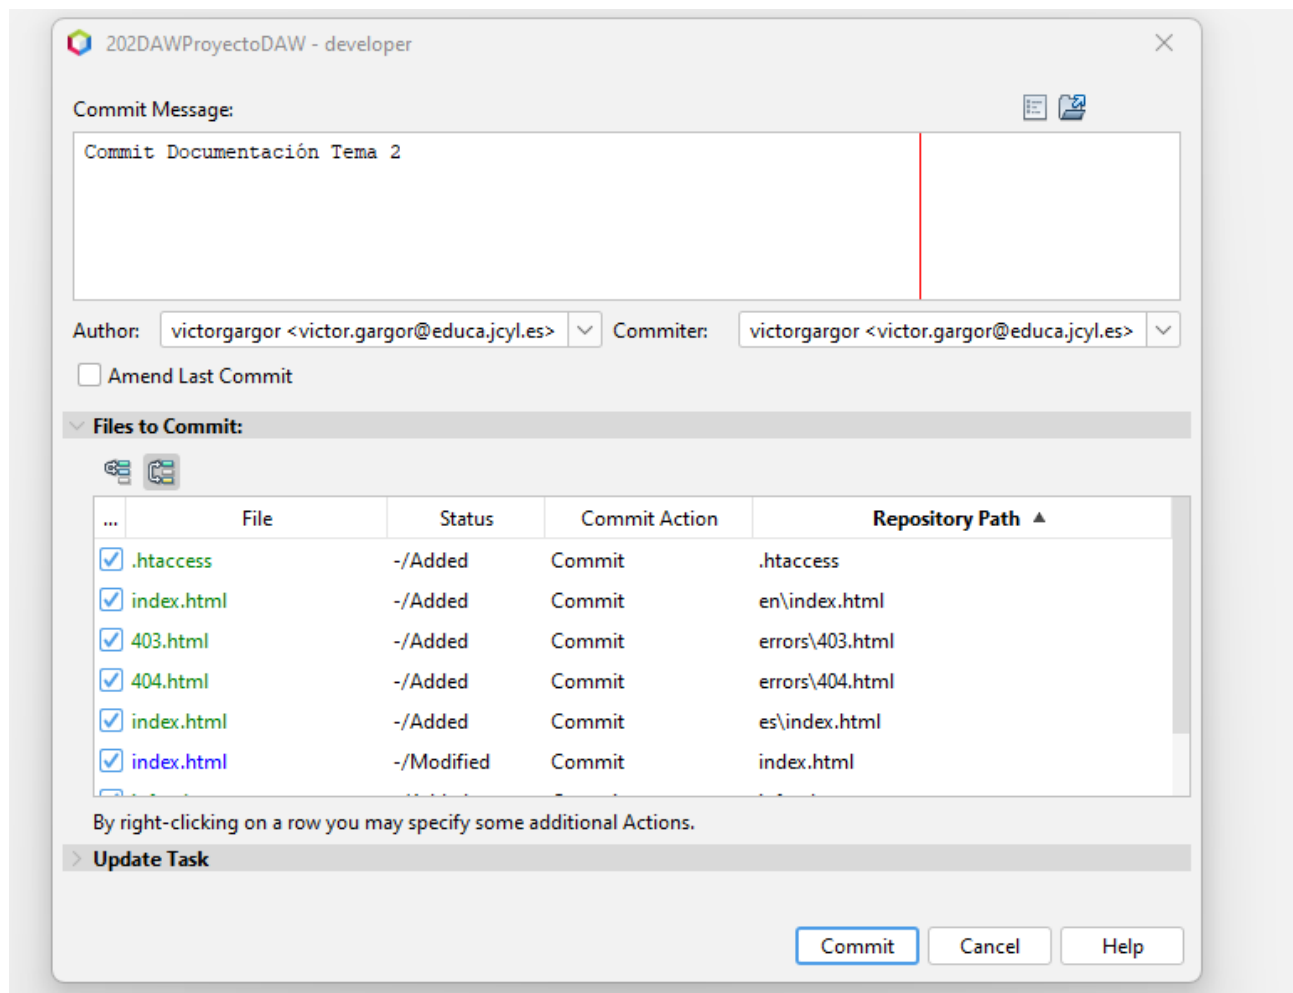 202DAWProyectoDAW - developer
Commit Message:
Commit Documentación Tema 2
Author: victorgargor <victor.gargor@educa.jcyl.es> Commiter: victorgargor <victor.gargor@educa.jcyl.es>
Amend Last Commit
Files to Commit:
... File Status Commit Action Repository Path
.htaccess -/Added Commit .htaccess
index.html -/Added Commit en\index.html
403.html -/Added Commit errors\403.html
404.html -/Added Commit errors\404.html
index.html -/Added Commit es\index.html
index.html -/Modified Commit index.html
By right-clicking on a row you may specify some additional Actions.
Update Task
Commit Cancel Help